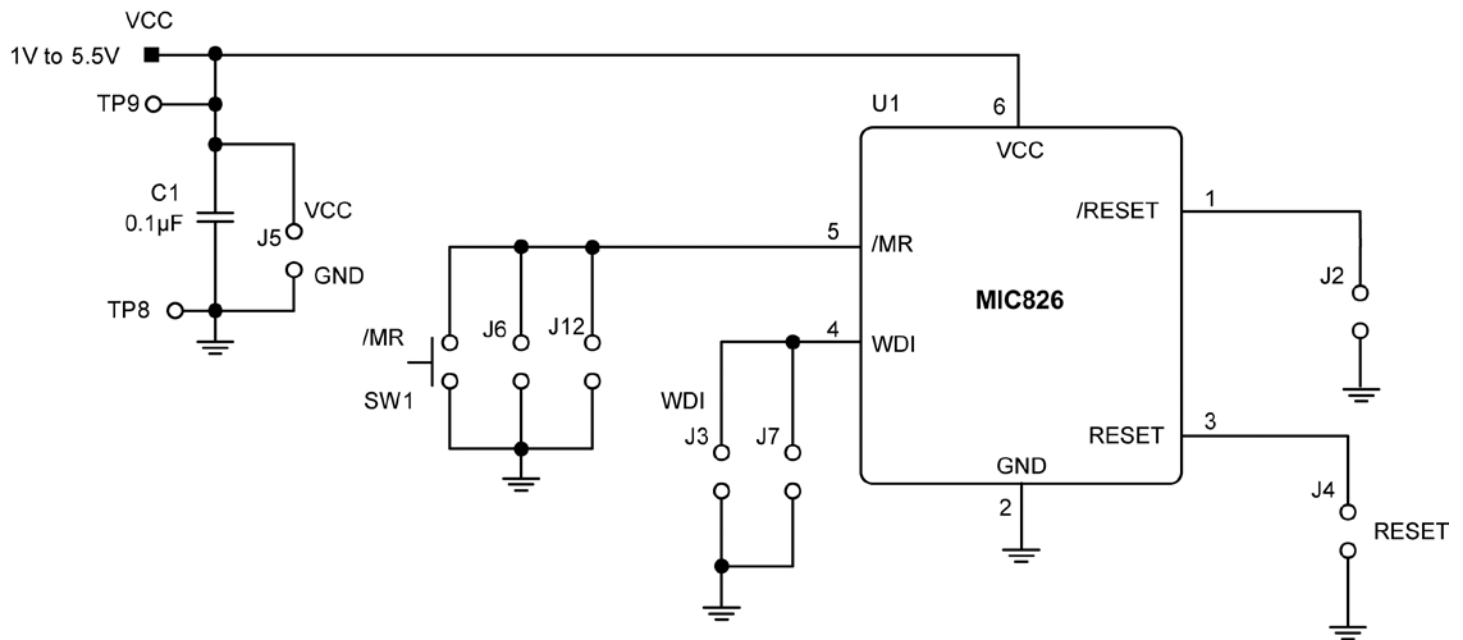 VCC
1V to 5.5V
TP9
C1
0.1µF
VCC
J5
GND
TP8
U1
6
VCC
/RESET
1
5
/MR
MIC826
J2
/MR
J6
J12
SW1
4
WDI
WDI
J3
J7
RESET
3
GND
2
J4
RESET